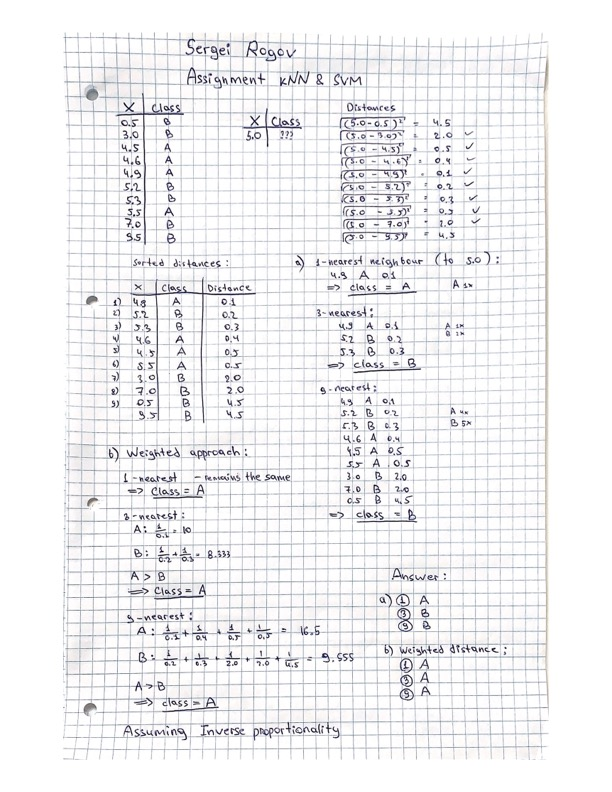 Sergei Rogov
Assignment kNN & SVM
X Class
0.5 B
3.0 B
4.5 A
4.6 A
4.9 A
5.2 B
5.3 B
5.5 A
7.0 B
9.5 B
X Class
5.0 ???
Distances
√(5.0 - 0.5)² = 4.5
√(5.0 - 3.0)² = 2.0 ✓
√(5.0 - 4.5)² = 0.5 ✓
√(5.0 - 4.6)² = 0.4 ✓
√(5.0 - 4.9)² = 0.1 ✓
√(5.0 - 5.2)² = 0.2 ✓
√(5.0 - 5.3)² = 0.3 ✓
√(5.0 - 5.5)² = 0.5 ✓
√(5.0 - 7.0)² = 2.0 ✓
√(5.0 - 9.5)² = 4.5
Sorted distances:
X Class Distance
1) 4.9 A 0.1
2) 5.2 B 0.2
3) 5.3 B 0.3
4) 4.6 A 0.4
5) 4.5 A 0.5
6) 5.5 A 0.5
7) 3.0 B 2.0
8) 7.0 B 2.0
9) 0.5 B 4.5
9.5 B 4.5
a) 1-nearest neighbour (to 5.0):
4.9 A 0.1
=> class = A A 1x
3-nearest:
4.9 A 0.1 A 1x
5.2 B 0.2 B 2x
5.3 B 0.3
=> class = B
9-nearest:
4.9 A 0.1
5.2 B 0.2 A 4x
5.3 B 0.3 B 5x
4.6 A 0.4
4.5 A 0.5
5.5 A 0.5
3.0 B 2.0
7.0 B 2.0
0.5 B 4.5
=> class = B
b) Weighted approach:
1-nearest - remains the same
=> Class = A
3-nearest:
A: 1/0.1 = 10
B: 1/0.2 + 1/0.3 = 8.333
A > B
=> Class = A
9-nearest:
A: 1/0.1 + 1/0.4 + 1/0.5 + 1/0.5 = 16.5
B: 1/0.2 + 1/0.3 + 1/2.0 + 1/2.0 + 1/4.5 = 9.555
A > B
=> class = A
Assuming Inverse proportionality
Answer:
a) 1 A
3 B
9 B
b) Weighted distance:
1 A
3 A
9 A